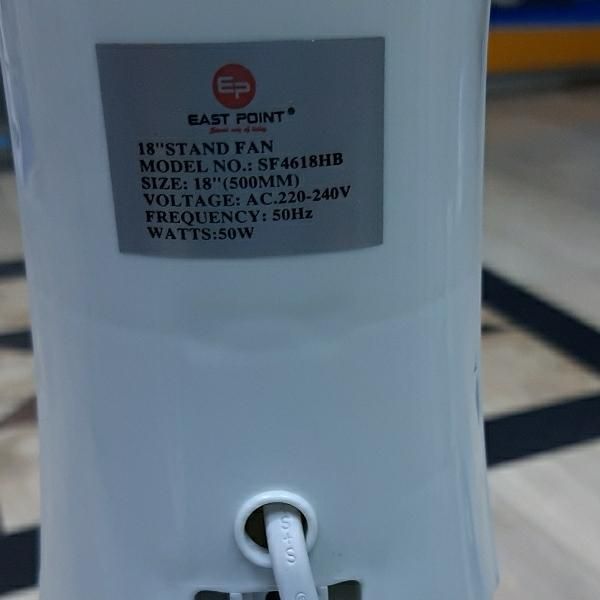 EP
EAST POINT
18"STAND FAN
MODEL NO.: SF4618HB
SIZE: 18"(500MM)
VOLTAGE: AC.220-240V
FREQUENCY: 50Hz
WATTS:50W